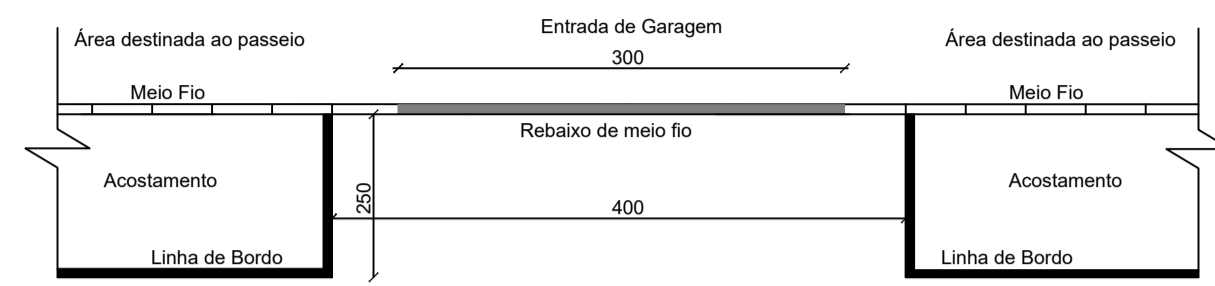 Entrada de Garagem
Área destinada ao passeio
Área destinada ao passeio
300
Meio Fio
Meio Fio
Rebaixo de meio fio
Acostamento
Acostamento
250
400
Linha de Bordo
Linha de Bordo